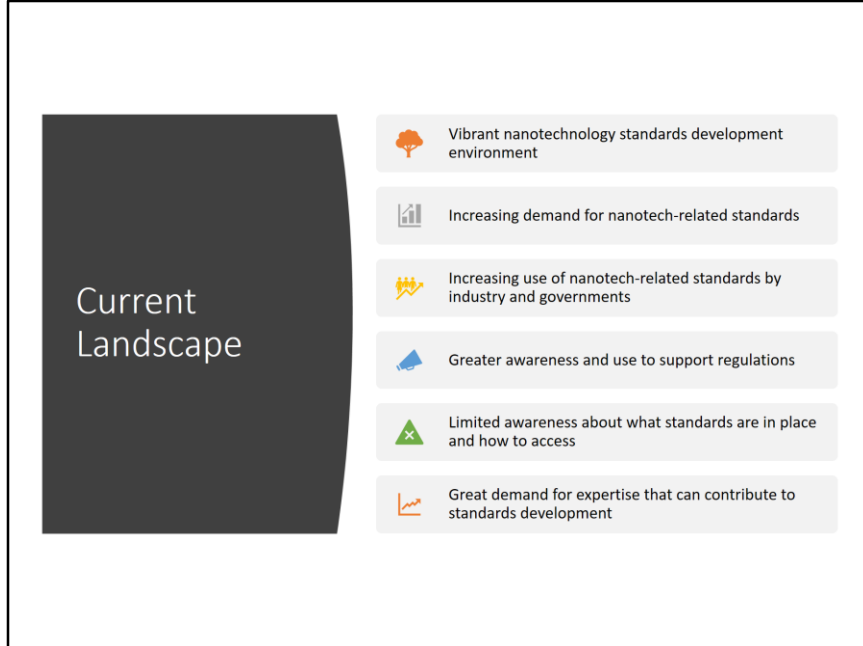 Current
Landscape
Vibrant nanotechnology standards development
environment
Increasing demand for nanotech-related standards
Increasing use of nanotech-related standards by
industry and governments
Greater awareness and use to support regulations
Limited awareness about what standards are in place
and how to access
Great demand for expertise that can contribute to
standards development